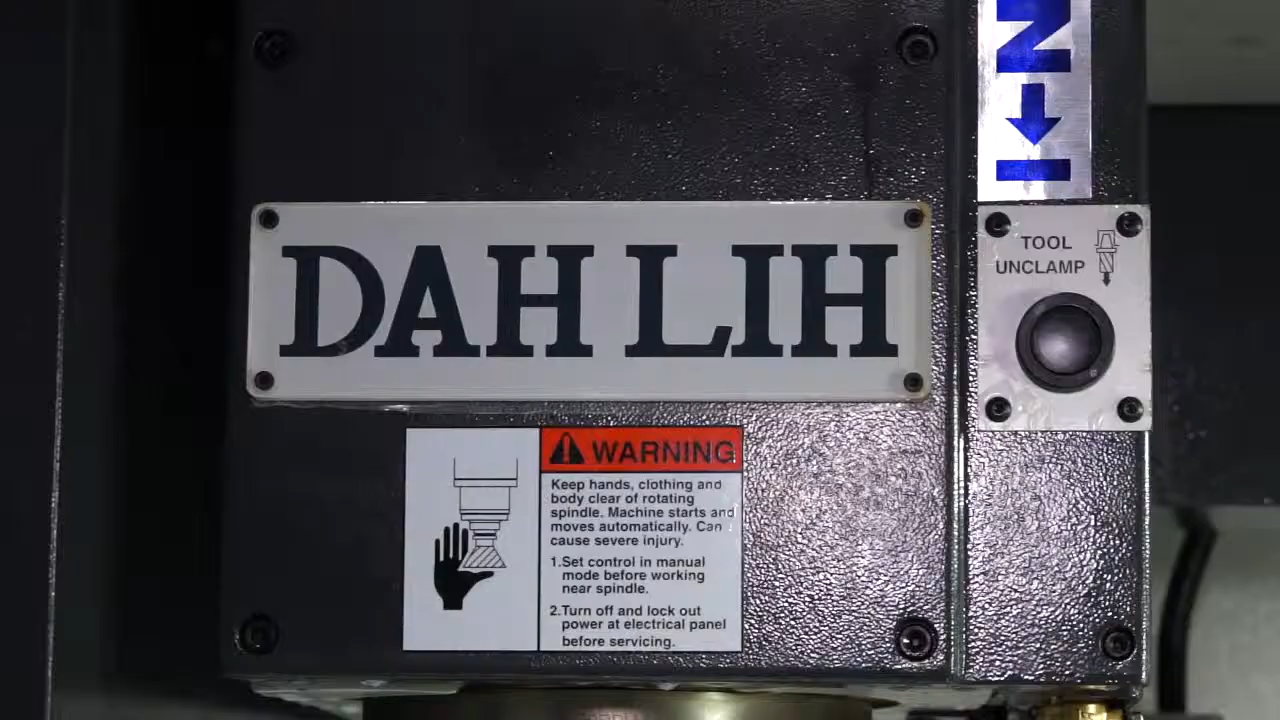 Z
DAH LIH
TOOL
UNCLAMP
WARNING
Keep hands, clothing and
body clear of rotating
spindle. Machine starts and
moves automatically. Can
cause severe injury.
1.Set control in manual
mode before working
near spindle.
2.Turn off and lock out
power at electrical panel
before servicing.